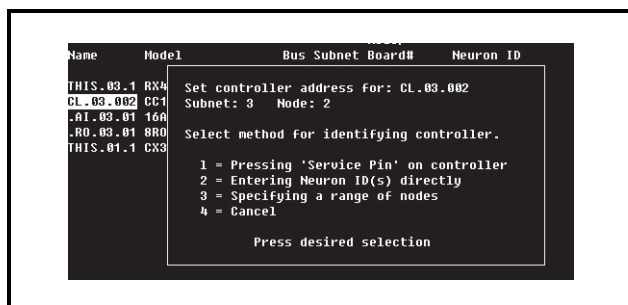 Name Model Bus Subnet Board# Neuron ID
THIS.03.1 RX4
CL.03.002 CC1
.AI.03.01 16A
.RO.03.01 8RO
THIS.01.1 CX3
Set controller address for: CL.03.002
Subnet: 3 Node: 2
Select method for identifying controller.
1 = Pressing 'Service Pin' on controller
2 = Entering Neuron ID(s) directly
3 = Specifying a range of nodes
4 = Cancel
Press desired selection